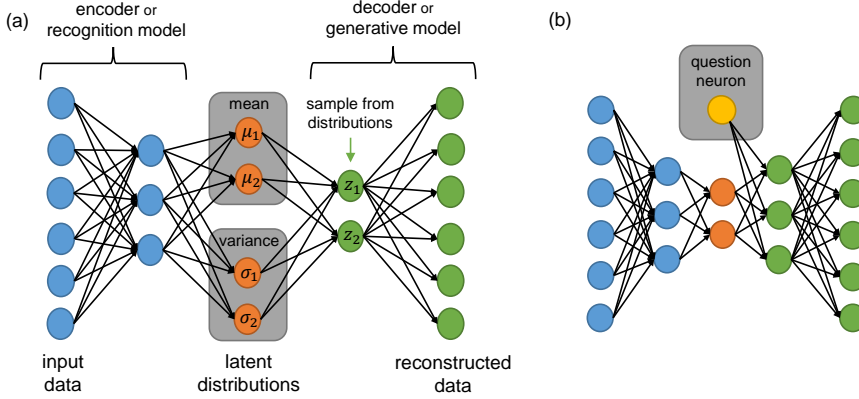 (a)
encoder or
recognition model
decoder or
generative model
(b)
mean
μ1
μ2
variance
σ1
σ2
sample from
distributions
z1
z2
question
neuron
input
data
latent
distributions
reconstructed
data